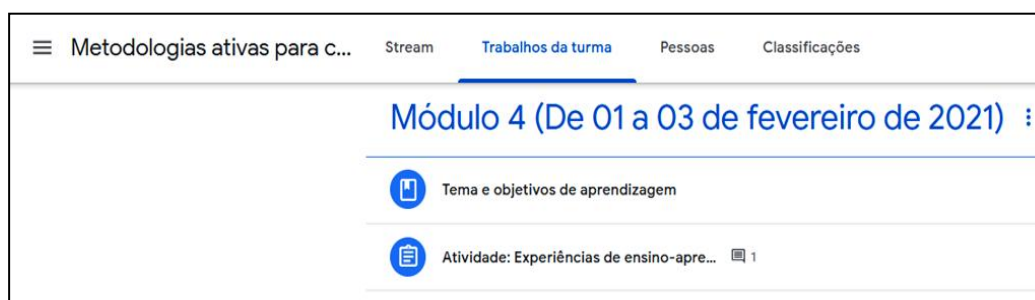 Metodologias ativas para c... Stream Trabalhos da turma Pessoas Classificações
Módulo 4 (De 01 a 03 de fevereiro de 2021)
Tema e objetivos de aprendizagem
Atividade: Experiências de ensino-apre... 1